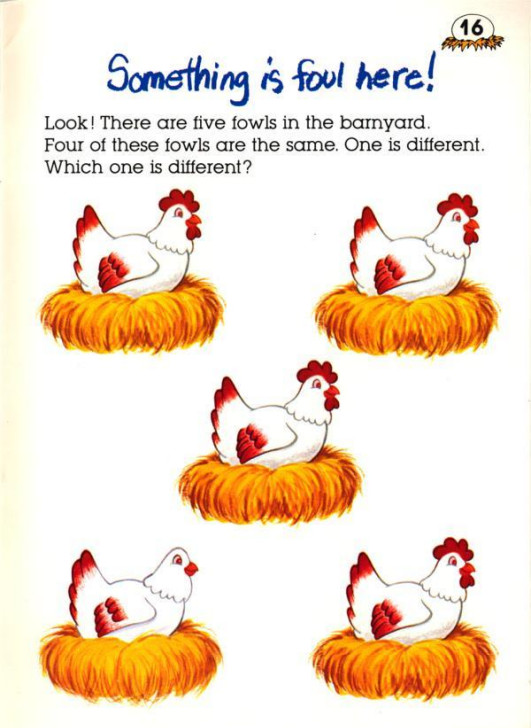 16
Something is foul here!
Look! There are five fowls in the barnyard.
Four of these fowls are the same. One is different.
Which one is different?